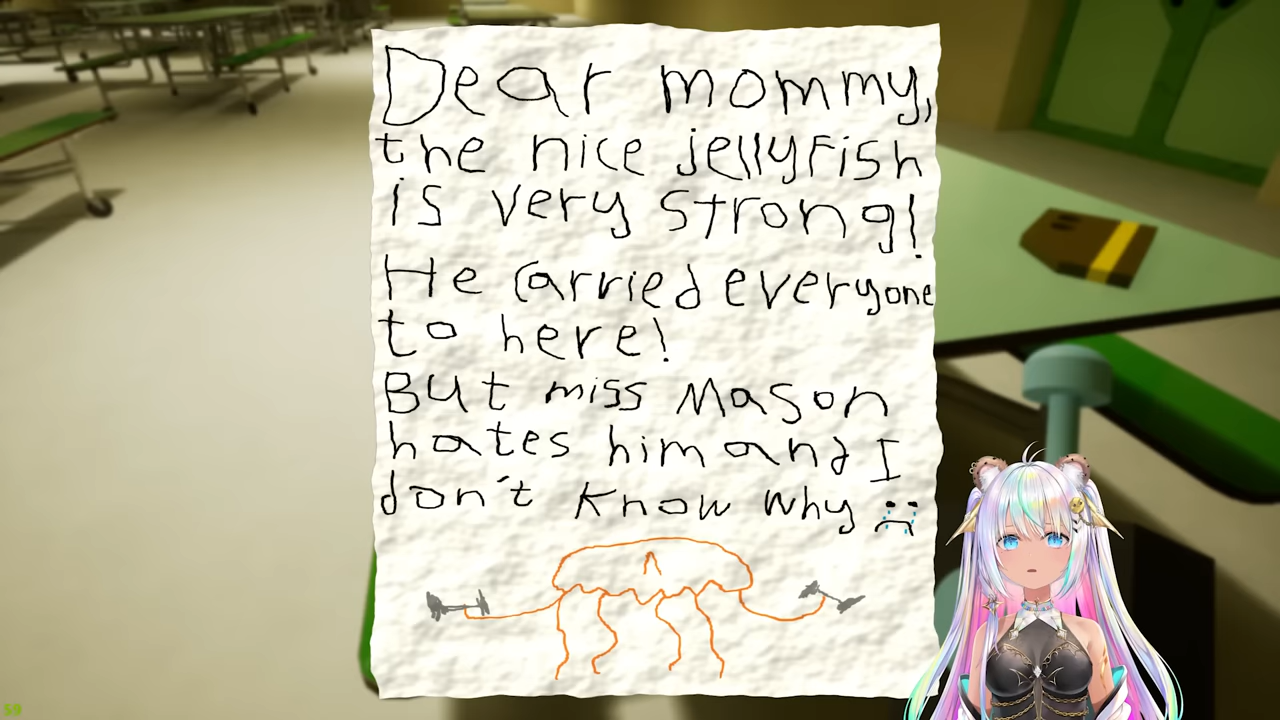 Dear mommy,
the nice jellyfish
is very strong!
He carried everyone
to here!
But miss Mason
hates him and I
don't know why
59